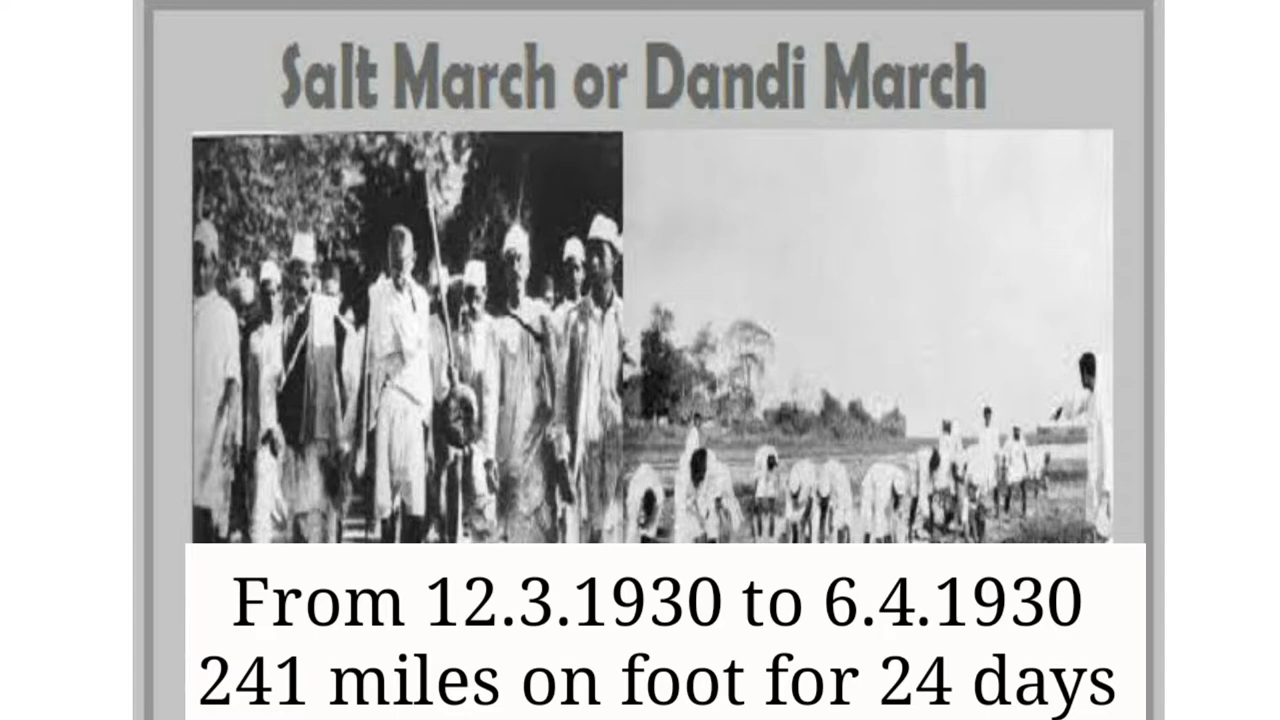 Salt March or Dandi March
From 12.3.1930 to 6.4.1930
241 miles on foot for 24 days